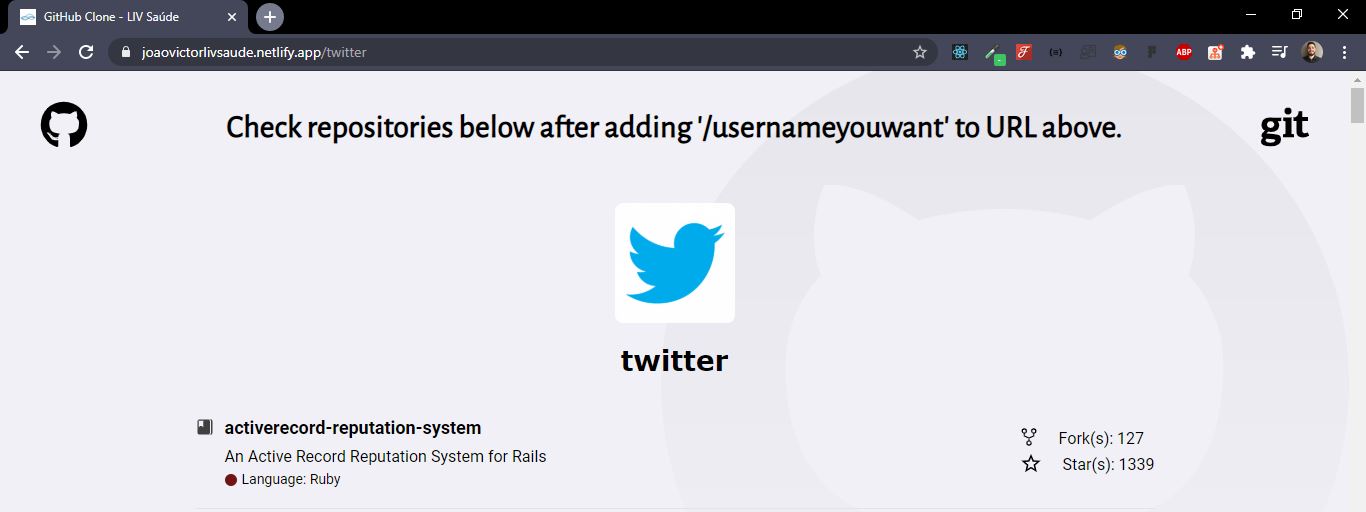 GitHub Clone - LIV Saúde
joaovictorlivsaude.netlify.app/twitter
ABP
Check repositories below after adding '/usernameyouwant' to URL above.
git
twitter
activerecord-reputation-system
An Active Record Reputation System for Rails
Language: Ruby
Fork(s): 127
Star(s): 1339